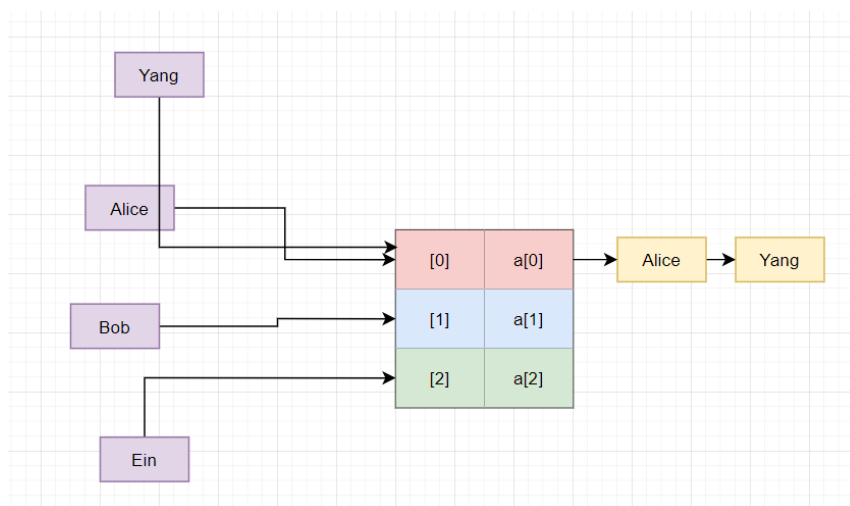 Yang
Alice
[0] a[0] Alice Yang
Bob
[1] a[1]
[2] a[2]
Ein